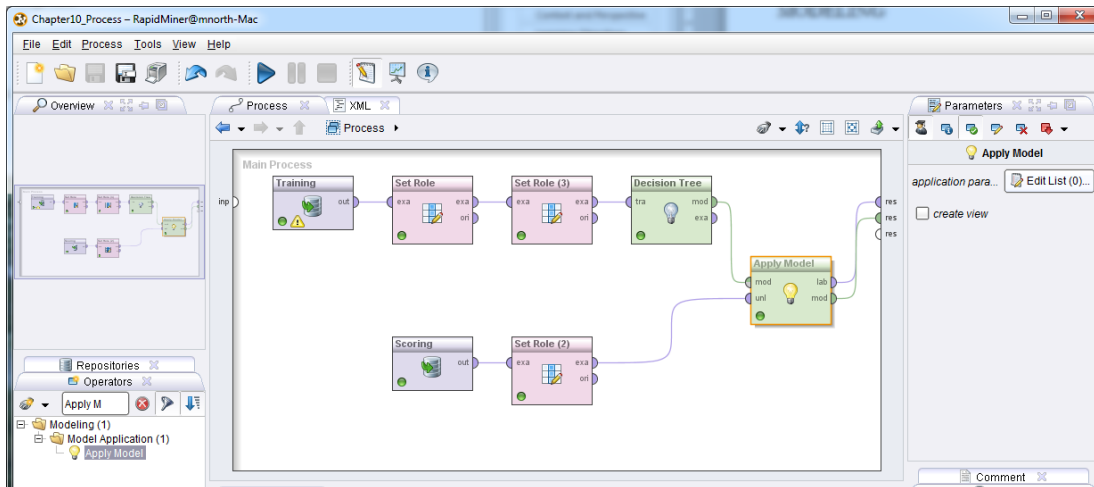 Chapter10_Process – RapidMiner@mnorth-Mac
File Edit Process Tools View Help
Overview
Process
XML
Parameters
Process
Main Process
inp
Training
out
Set Role
exa exa
ori
Set Role (3)
exa exa
ori
Decision Tree
tra mod
exa
res
res
res
Apply Model
mod lab
unl mod
Scoring
out
Set Role (2)
exa exa
ori
Apply Model
application para... Edit List (0)...
create view
Repositories
Operators
Apply M
Modeling (1)
Model Application (1)
Apply Model
Comment